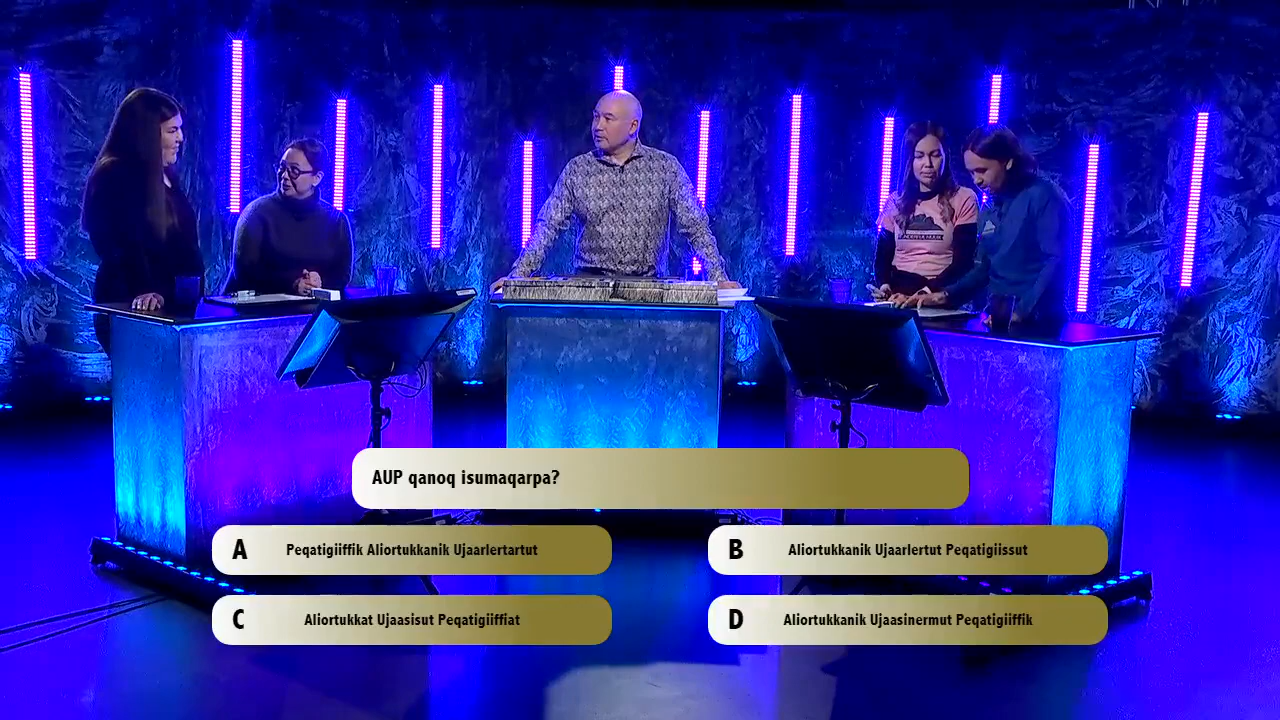 AUP qanoq isumaqarpa?
A Peqatigiiffik Aliortukkanik Ujaarlertartut
B Aliortukkanik Ujaarlertut Peqatigiissut
C Aliortukkat Ujaasisut Peqatigiiffiat
D Aliortukkanik Ujaasinermut Peqatigiiffik